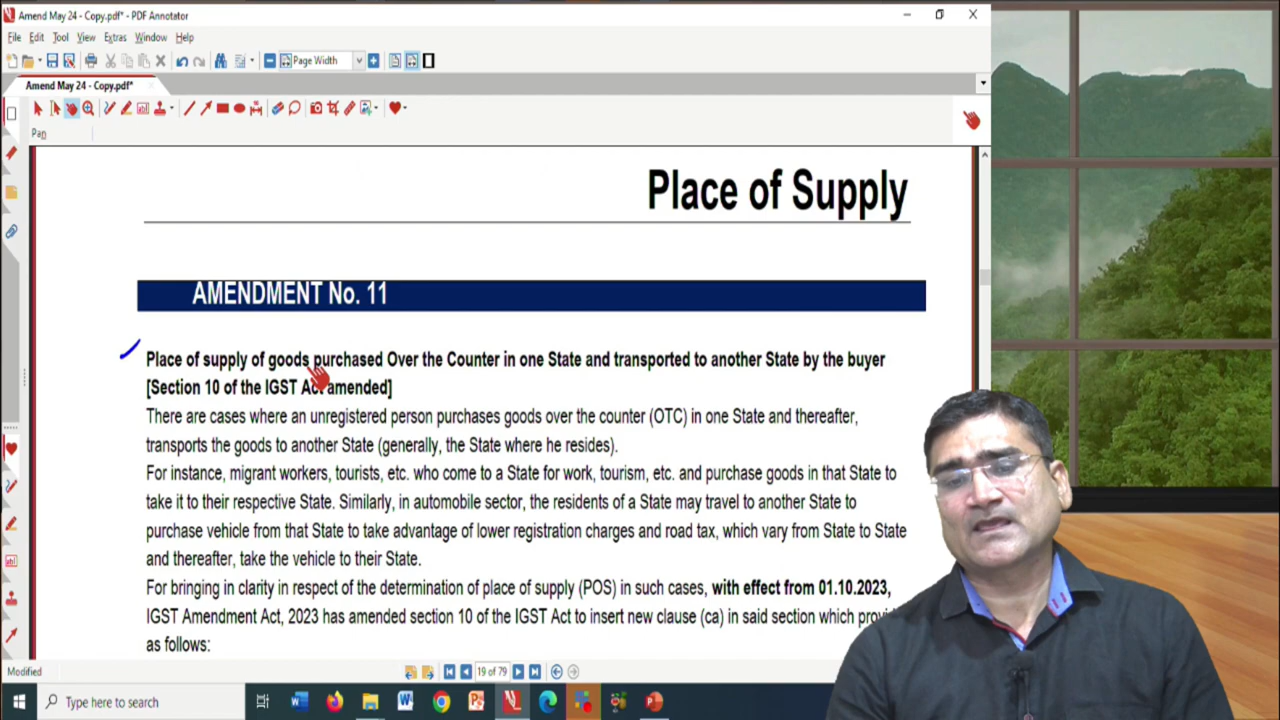 Amend May 24 - Copy.pdf* - PDF Annotator
File Edit Tool View Extras Window Help
Page Width
Amend May 24 - Copy.pdf*
Pan
Place of Supply
AMENDMENT No. 11
Place of supply of goods purchased Over the Counter in one State and transported to another State by the buyer
[Section 10 of the IGST Act amended]
There are cases where an unregistered person purchases goods over the counter (OTC) in one State and thereafter,
transports the goods to another State (generally, the State where he resides).
For instance, migrant workers, tourists, etc. who come to a State for work, tourism, etc. and purchase goods in that State to
take it to their respective State. Similarly, in automobile sector, the residents of a State may travel to another State to
purchase vehicle from that State to take advantage of lower registration charges and road tax, which vary from State to State
and thereafter, take the vehicle to their State.
For bringing in clarity in respect of the determination of place of supply (POS) in such cases, with effect from 01.10.2023,
IGST Amendment Act, 2023 has amended section 10 of the IGST Act to insert new clause (ca) in said section which provi
as follows:
Modified
19 of 79
Type here to search